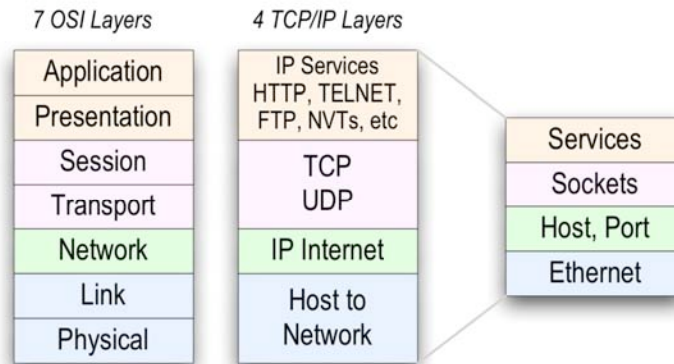 7 OSI Layers
Application
Presentation
Session
Transport
Network
Link
Physical
4 TCP/IP Layers
IP Services
HTTP, TELNET,
FTP, NVTs, etc
TCP
UDP
IP Internet
Host to
Network
Services
Sockets
Host, Port
Ethernet